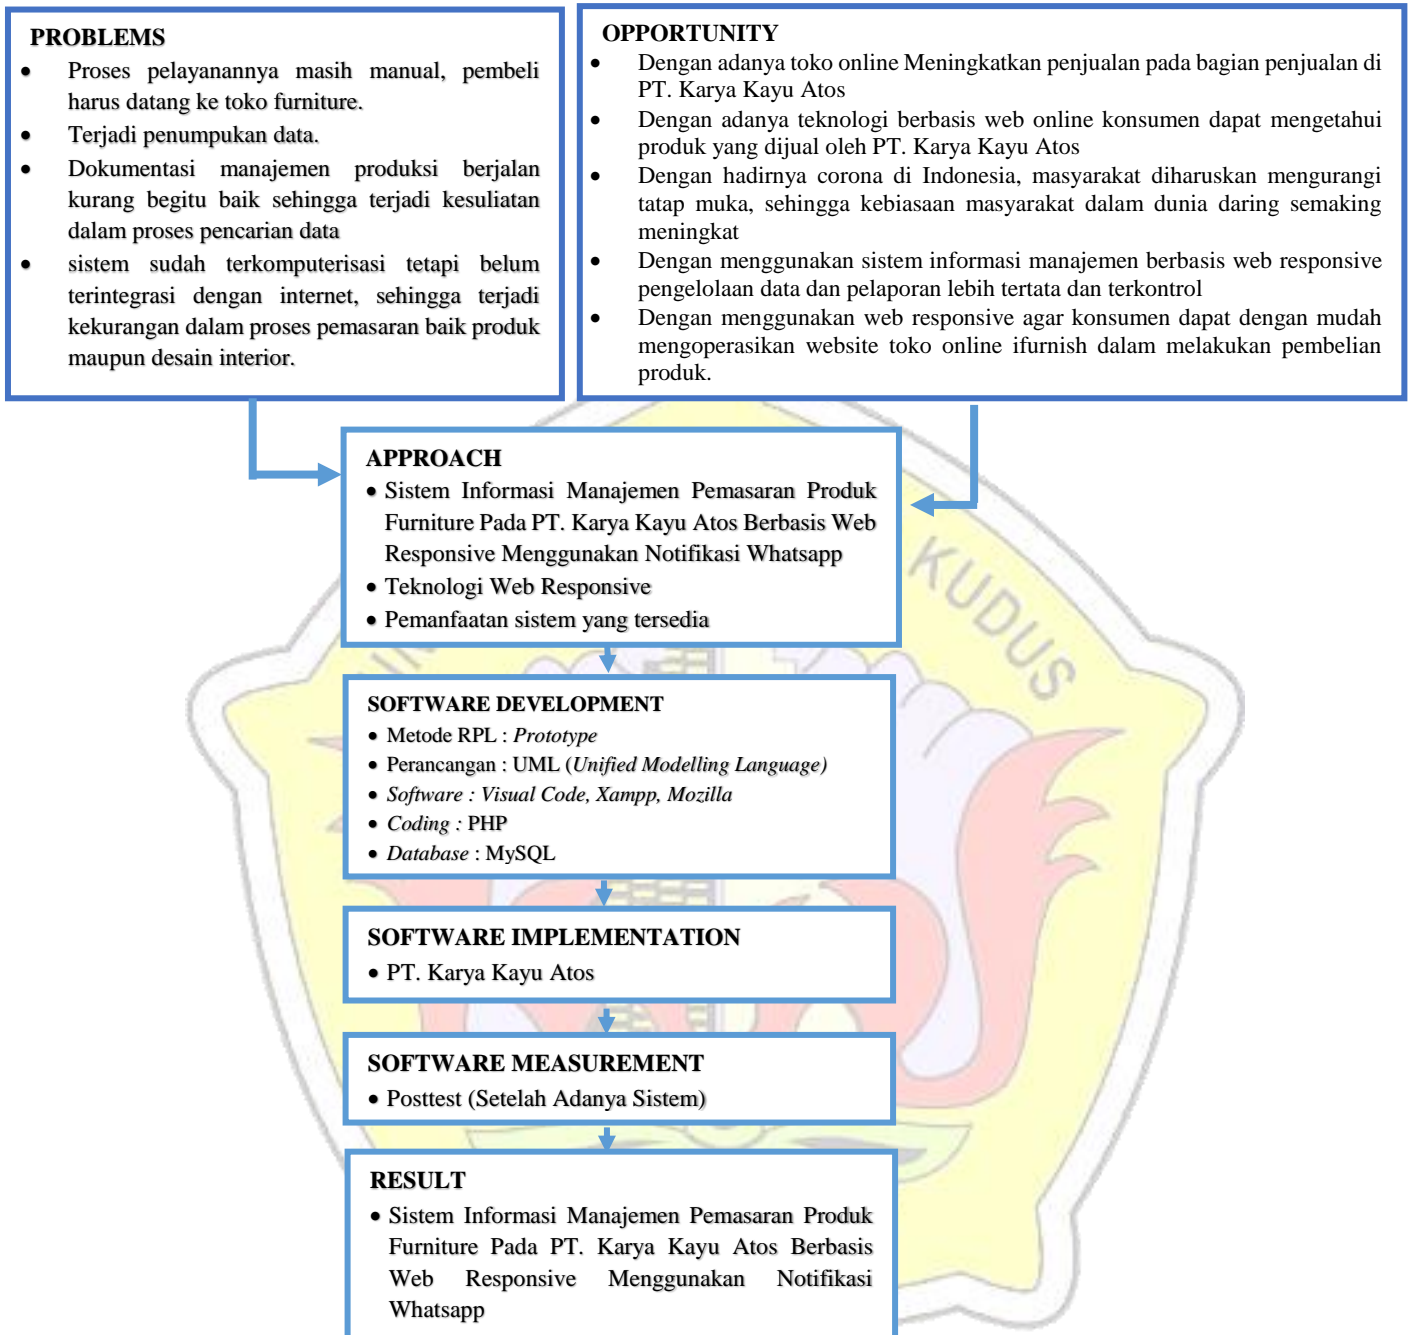 PROBLEMS
• Proses pelayanannya masih manual, pembeli
harus datang ke toko furniture.
• Terjadi penumpukan data.
• Dokumentasi manajemen produksi berjalan
kurang begitu baik sehingga terjadi kesuliatan
dalam proses pencarian data
• sistem sudah terkomputerisasi tetapi belum
terintegrasi dengan internet, sehingga terjadi
kekurangan dalam proses pemasaran baik produk
maupun desain interior.
OPPORTUNITY
• Dengan adanya toko online Meningkatkan penjualan pada bagian penjualan di
PT. Karya Kayu Atos
• Dengan adanya teknologi berbasis web online konsumen dapat mengetahui
produk yang dijual oleh PT. Karya Kayu Atos
• Dengan hadirnya corona di Indonesia, masyarakat diharuskan mengurangi
tatap muka, sehingga kebiasaan masyarakat dalam dunia daring semaking
meningkat
• Dengan menggunakan sistem informasi manajemen berbasis web responsive
pengelolaan data dan pelaporan lebih tertata dan terkontrol
• Dengan menggunakan web responsive agar konsumen dapat dengan mudah
mengoperasikan website toko online ifurnish dalam melakukan pembelian
produk.
APPROACH
• Sistem Informasi Manajemen Pemasaran Produk
Furniture Pada PT. Karya Kayu Atos Berbasis Web
Responsive Menggunakan Notifikasi Whatsapp
• Teknologi Web Responsive
• Pemanfaatan sistem yang tersedia
KUDUS
SOFTWARE DEVELOPMENT
• Metode RPL : Prototype
• Perancangan : UML (Unified Modelling Language)
• Software : Visual Code, Xampp, Mozilla
• Coding : PHP
• Database : MySQL
SOFTWARE IMPLEMENTATION
• PT. Karya Kayu Atos
SOFTWARE MEASUREMENT
• Posttest (Setelah Adanya Sistem)
RESULT
• Sistem Informasi Manajemen Pemasaran Produk
Furniture Pada PT. Karya Kayu Atos Berbasis
Web Responsive Menggunakan Notifikasi
Whatsapp